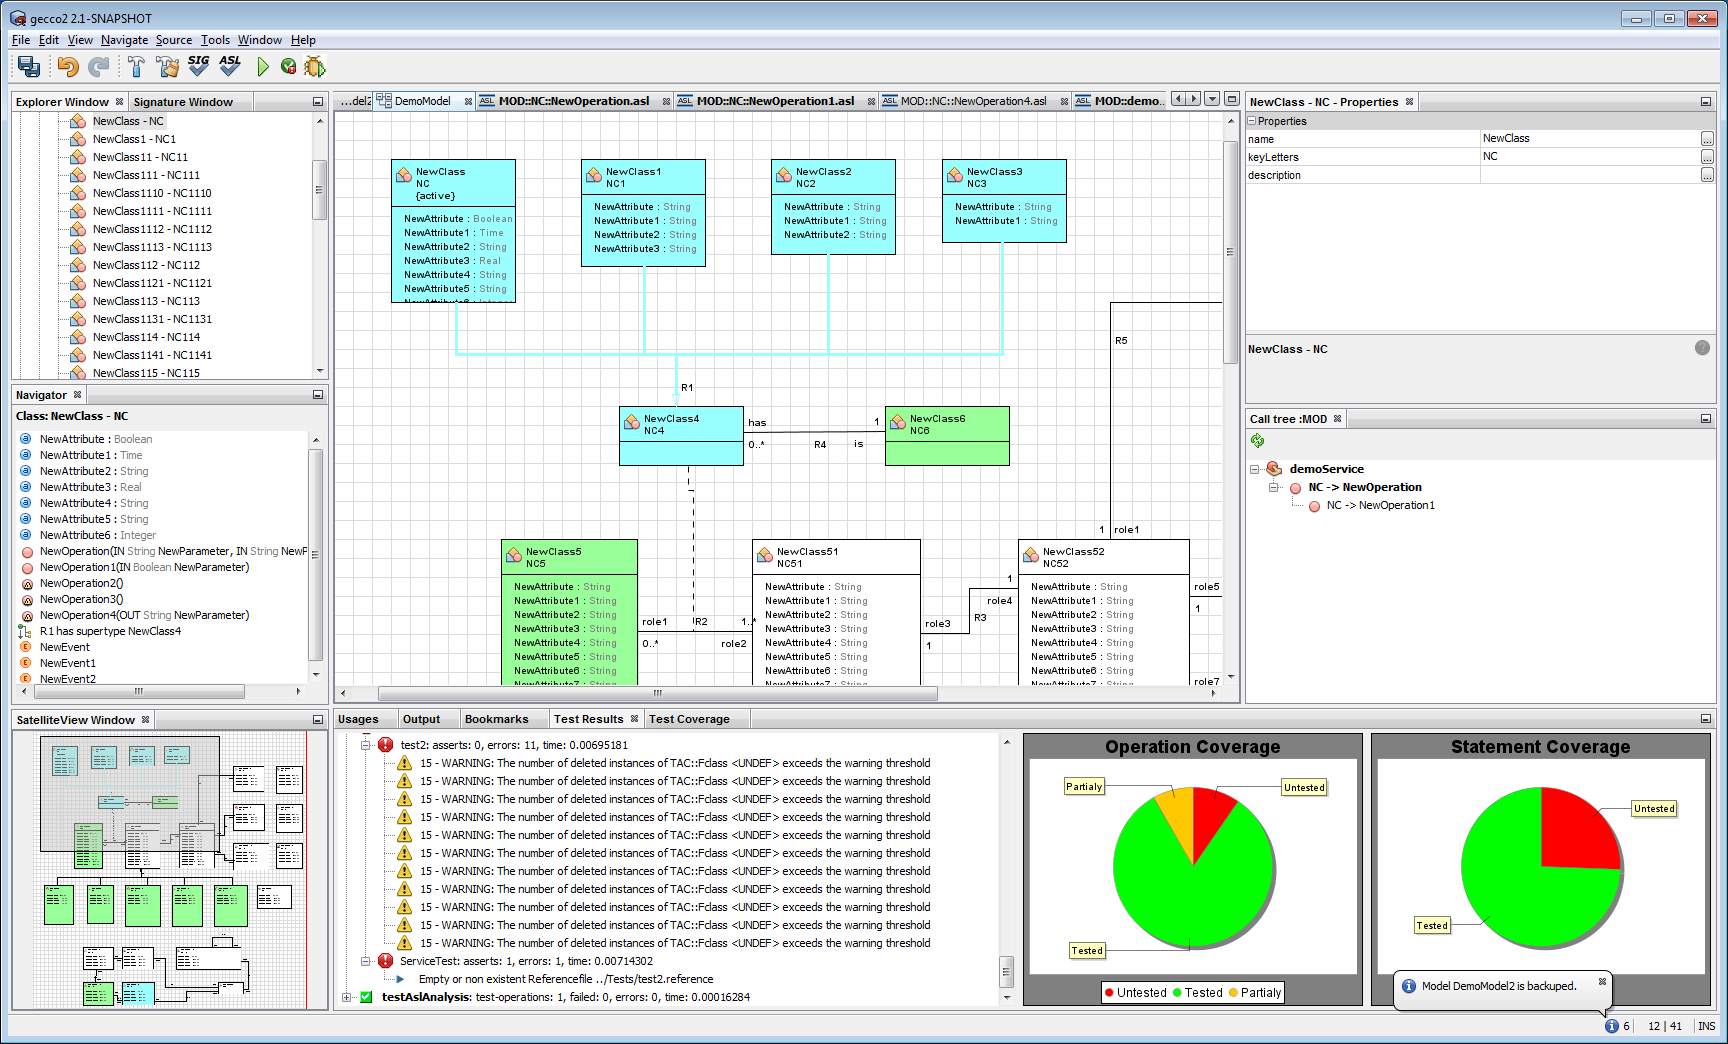 gecco2 2.1-SNAPSHOT
File Edit View Navigate Source Tools Window Help
SIG ASL
Explorer Window
Signature Window
NewClass - NC
NewClass1 - NC1
NewClass11 - NC11
NewClass111 - NC111
NewClass1110 - NC1110
NewClass1111 - NC1111
NewClass1112 - NC1112
NewClass1113 - NC1113
NewClass112 - NC112
NewClass1121 - NC1121
NewClass113 - NC113
NewClass1131 - NC1131
NewClass114 - NC114
NewClass1141 - NC1141
NewClass115 - NC115
Navigator
Class: NewClass - NC
NewAttribute : Boolean
NewAttribute1 : Time
NewAttribute2 : String
NewAttribute3 : Real
NewAttribute4 : String
NewAttribute5 : String
NewAttribute6 : Integer
NewOperation(IN String NewParameter, IN String NewP
NewOperation1(IN Boolean NewParameter)
NewOperation2()
NewOperation3()
NewOperation4(OUT String NewParameter)
R1 has supertype NewClass4
NewEvent
NewEvent1
NewEvent2
SatelliteView Window
...del2 DemoModel ASL MOD::NC::NewOperation.asl ASL MOD::NC::NewOperation1.asl ASL MOD::NC::NewOperation4.asl ASL MOD::demo...
NewClass
NC
{active}
NewAttribute : Boolean
NewAttribute1 : Time
NewAttribute2 : String
NewAttribute3 : Real
NewAttribute4 : String
NewAttribute5 : String
NewAttribute6 : Integer
NewClass1
NC1
NewAttribute : String
NewAttribute1 : String
NewAttribute2 : String
NewAttribute3 : String
NewClass2
NC2
NewAttribute : String
NewAttribute1 : String
NewAttribute2 : String
NewClass3
NC3
NewAttribute : String
NewAttribute1 : String
R1
R5
NewClass4
NC4
has
0..*
R4
1
is
NewClass6
NC6
NewClass5
NC5
NewAttribute : String
NewAttribute1 : String
NewAttribute2 : String
NewAttribute3 : String
NewAttribute4 : String
NewAttribute5 : String
NewAttribute6 : String
NewAttribute7 : String
role1
0..*
R2
1..*
role2
NewClass51
NC51
NewAttribute : String
NewAttribute1 : String
NewAttribute2 : String
NewAttribute3 : String
NewAttribute4 : String
NewAttribute5 : String
NewAttribute6 : String
NewAttribute7 : String
role3
1
R3
1
role4
1 role1
NewClass52
NC52
NewAttribute : String
NewAttribute1 : String
NewAttribute2 : String
NewAttribute3 : String
NewAttribute4 : String
NewAttribute5 : String
NewAttribute6 : String
NewAttribute7 : String
role5
1
role7
NewClass - NC - Properties
Properties
name NewClass
keyLetters NC
description
NewClass - NC
Call tree :MOD
demoService
NC -> NewOperation
NC -> NewOperation1
Usages Output Bookmarks Test Results Test Coverage
test2: asserts: 0, errors: 11, time: 0.00695181
15 - WARNING: The number of deleted instances of TAC::Fclass <UNDEF> exceeds the warning threshold
15 - WARNING: The number of deleted instances of TAC::Fclass <UNDEF> exceeds the warning threshold
15 - WARNING: The number of deleted instances of TAC::Fclass <UNDEF> exceeds the warning threshold
15 - WARNING: The number of deleted instances of TAC::Fclass <UNDEF> exceeds the warning threshold
15 - WARNING: The number of deleted instances of TAC::Fclass <UNDEF> exceeds the warning threshold
15 - WARNING: The number of deleted instances of TAC::Fclass <UNDEF> exceeds the warning threshold
15 - WARNING: The number of deleted instances of TAC::Fclass <UNDEF> exceeds the warning threshold
15 - WARNING: The number of deleted instances of TAC::Fclass <UNDEF> exceeds the warning threshold
15 - WARNING: The number of deleted instances of TAC::Fclass <UNDEF> exceeds the warning threshold
15 - WARNING: The number of deleted instances of TAC::Fclass <UNDEF> exceeds the warning threshold
15 - WARNING: The number of deleted instances of TAC::Fclass <UNDEF> exceeds the warning threshold
ServiceTest: asserts: 1, errors: 1, time: 0.00714302
Empty or non existent Referencefile ../Tests/test2.reference
testAslAnalysis: test-operations: 1, failed: 0, errors: 0, time: 0.00016284
Operation Coverage
Partialy
Untested
Tested
Untested Tested Partialy
Statement Coverage
Untested
Tested
Model DemoModel2 is backuped.
6 12 | 41 INS